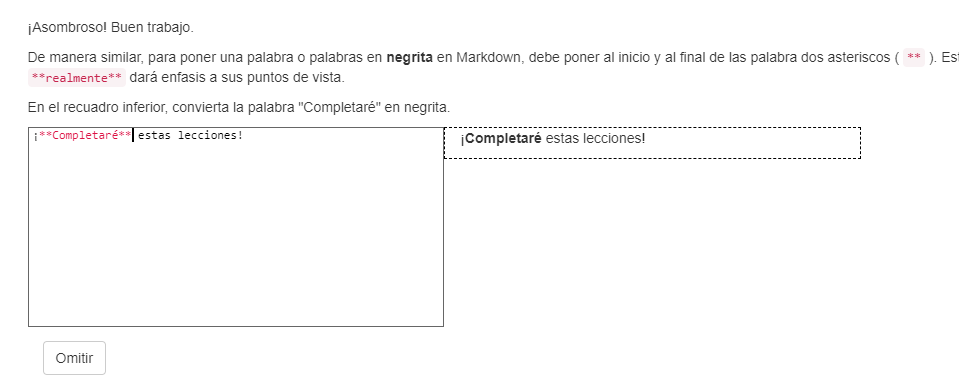 ¡Asombroso! Buen trabajo.
De manera similar, para poner una palabra o palabras en negrita en Markdown, debe poner al inicio y al final de las palabra dos asteriscos ( ** ). Est
**realmente** dará enfasis a sus puntos de vista.
En el recuadro inferior, convierta la palabra "Completaré" en negrita.
¡**Completaré** estas lecciones!
¡Completaré estas lecciones!
Omitir